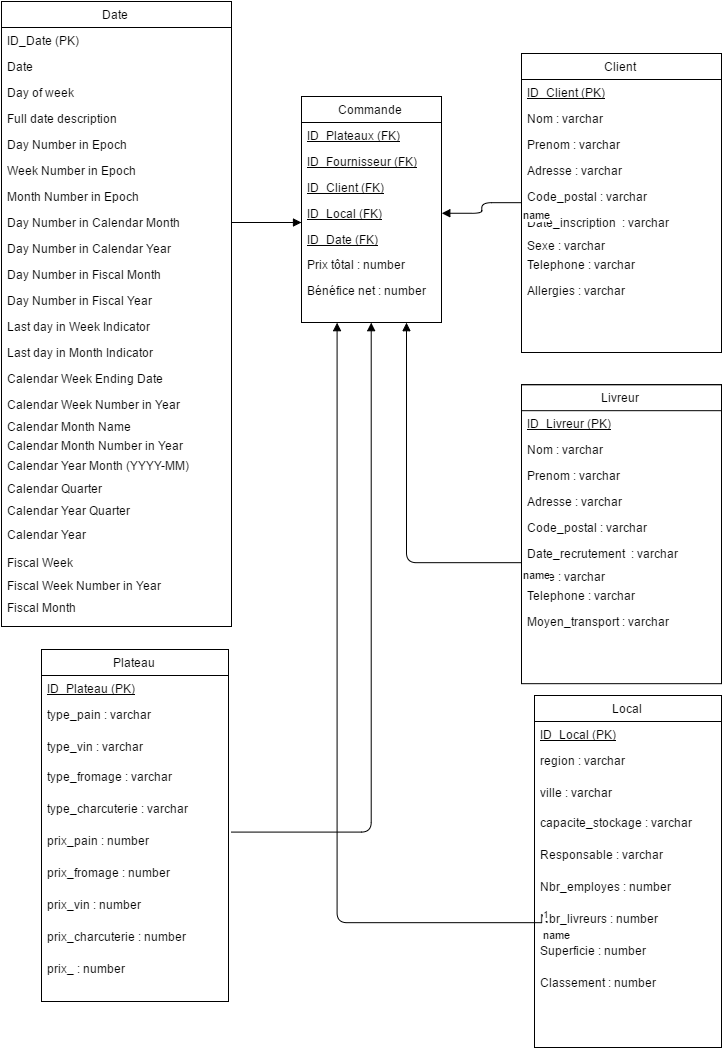 Date
ID_Date (PK)
Date
Day of week
Full date description
Day Number in Epoch
Week Number in Epoch
Month Number in Epoch
Day Number in Calendar Month
Day Number in Calendar Year
Day Number in Fiscal Month
Day Number in Fiscal Year
Last day in Week Indicator
Last day in Month Indicator
Calendar Week Ending Date
Calendar Week Number in Year
Calendar Month Name
Calendar Month Number in Year
Calendar Year Month (YYYY-MM)
Calendar Quarter
Calendar Year Quarter
Calendar Year
Fiscal Week
Fiscal Week Number in Year
Fiscal Month
Commande
ID_Plateaux (FK)
ID_Fournisseur (FK)
ID_Client (FK)
ID_Local (FK)
ID_Date (FK)
Prix tôtal : number
Bénéfice net : number
Client
ID_Client (PK)
Nom : varchar
Prenom : varchar
Adresse : varchar
Code_postal : varchar
name
Date_inscription : varchar
Sexe : varchar
Telephone : varchar
Allergies : varchar
Livreur
ID_Livreur (PK)
Nom : varchar
Prenom : varchar
Adresse : varchar
Code_postal : varchar
Date_recrutement : varchar
name
: varchar
Telephone : varchar
Moyen_transport : varchar
Plateau
ID_Plateau (PK)
type_pain : varchar
type_vin : varchar
type_fromage : varchar
type_charcuterie : varchar
prix_pain : number
prix_fromage : number
prix_vin : number
prix_charcuterie : number
prix_ : number
Local
ID_Local (PK)
region : varchar
ville : varchar
capacite_stockage : varchar
Responsable : varchar
Nbr_employes : number
Nbr_livreurs : number
name
Superficie : number
Classement : number